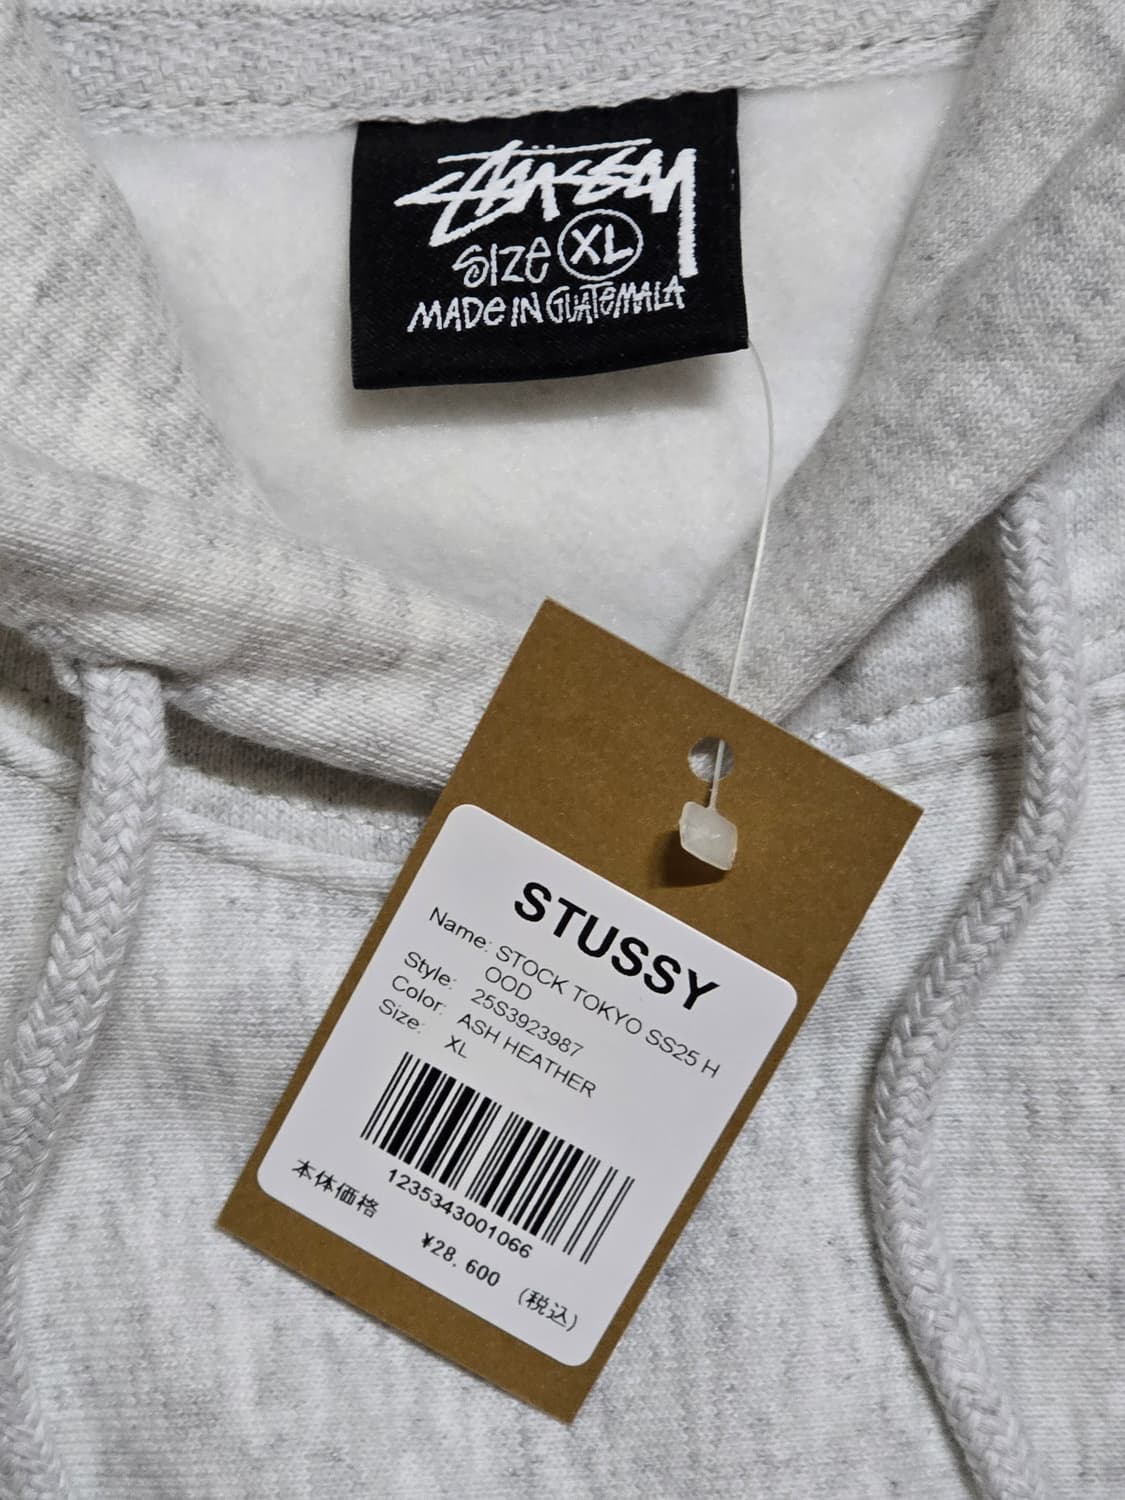 STÜSSY
SIZE XL
MADE IN GUATEMALA
STUSSY
Name: STOCK TOKYO SS25 H
OOD
Style: 25S3923987
Color: ASH HEATHER
Size: XL
1235343001066
本体価格
¥28,600
(税込)